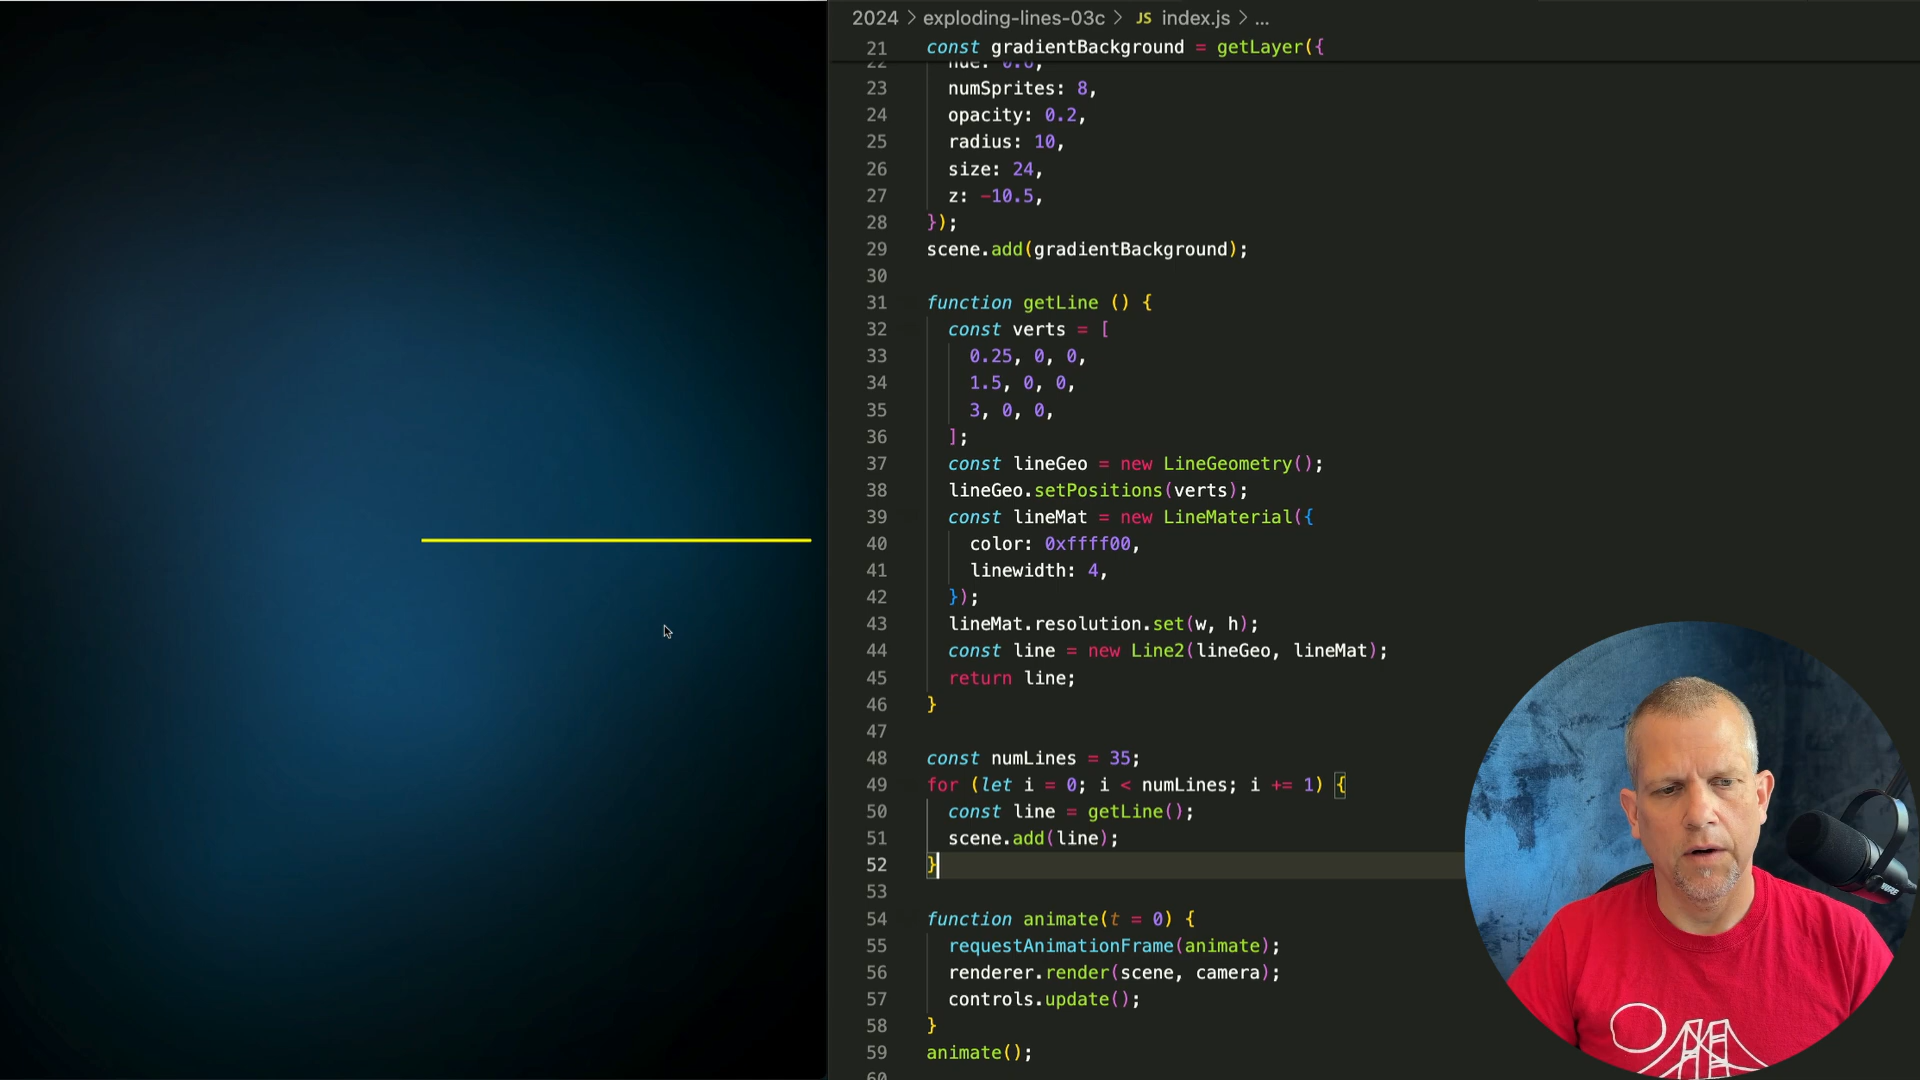 2024 > exploding-lines-03c > JS index.js > ...
21 const gradientBackground = getLayer({
22 hue: 0.6,
23 numSprites: 8,
24 opacity: 0.2,
25 radius: 10,
26 size: 24,
27 z: -10.5,
28 });
29 scene.add(gradientBackground);
30
31 function getLine () {
32 const verts = [
33 0.25, 0, 0,
34 1.5, 0, 0,
35 3, 0, 0,
36 ];
37 const lineGeo = new LineGeometry();
38 lineGeo.setPositions(verts);
39 const lineMat = new LineMaterial({
40 color: 0xffff00,
41 linewidth: 4,
42 });
43 lineMat.resolution.set(w, h);
44 const line = new Line2(lineGeo, lineMat);
45 return line;
46 }
47
48 const numLines = 35;
49 for (let i = 0; i < numLines; i += 1) {
50 const line = getLine();
51 scene.add(line);
52 }
53
54 function animate(t = 0) {
55 requestAnimationFrame(animate);
56 renderer.render(scene, camera);
57 controls.update();
58 }
59 animate();
60